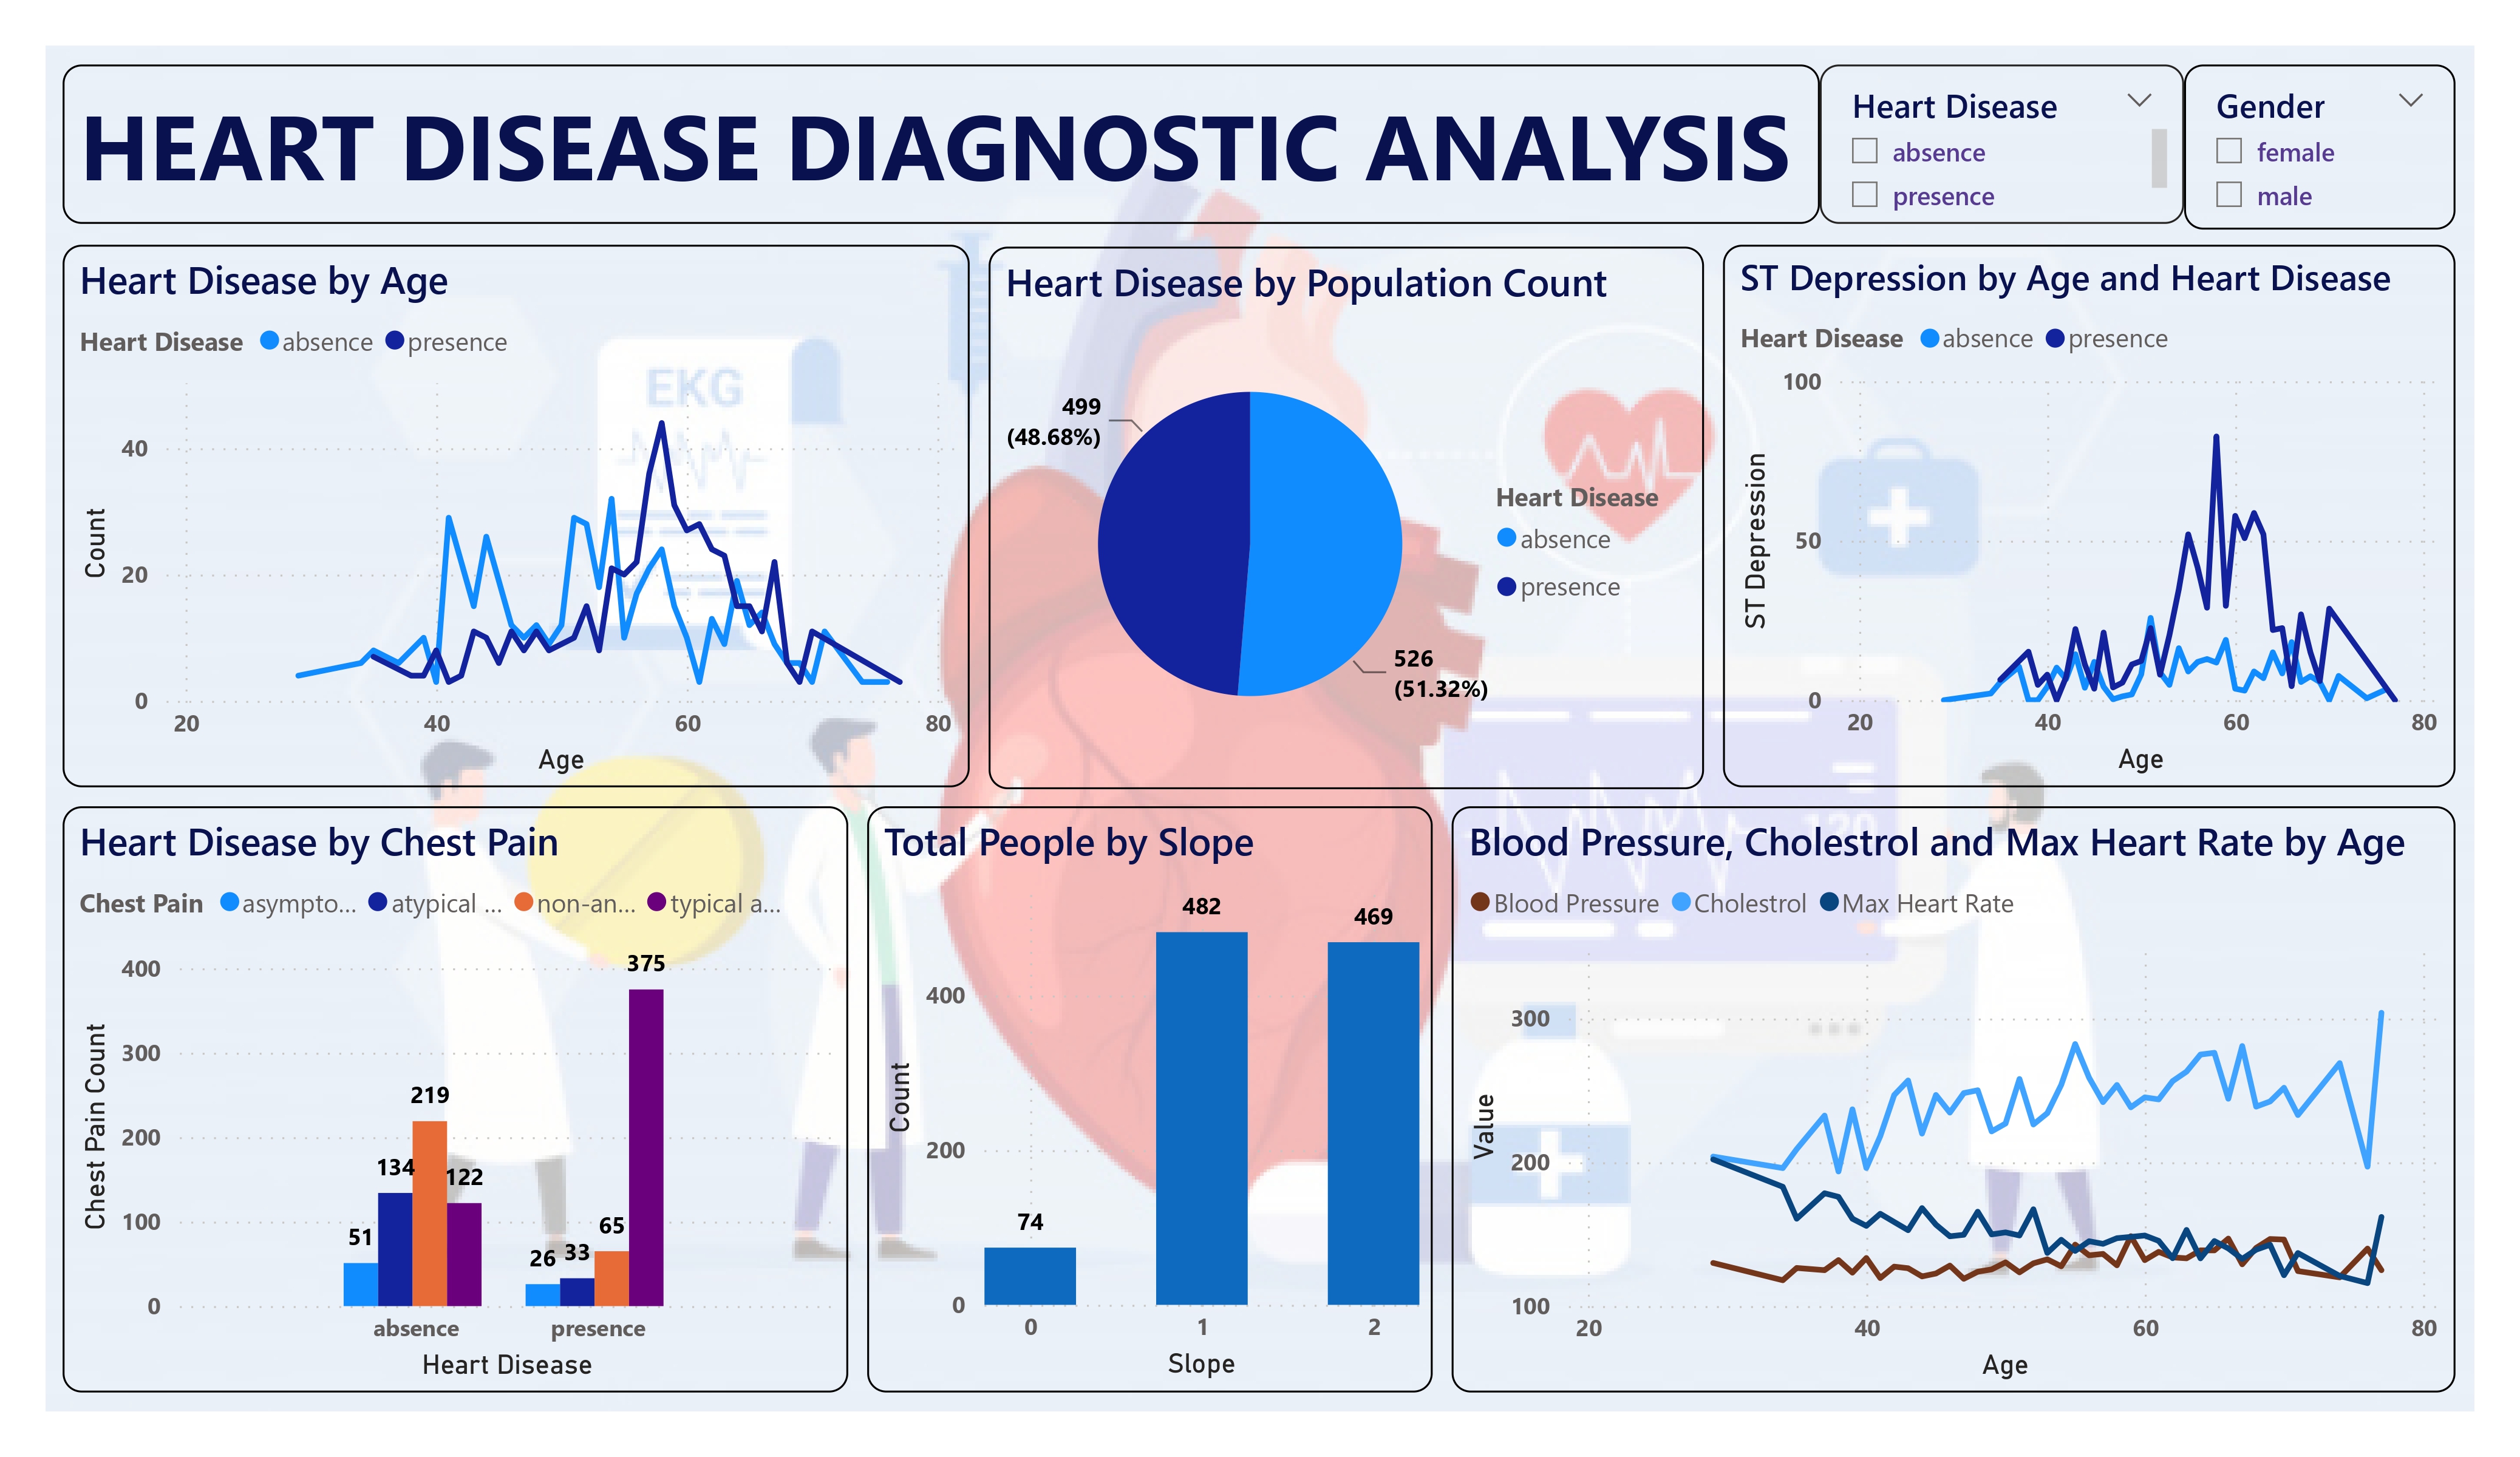 HEART DISEASE DIAGNOSTIC ANALYSIS
Heart Disease
absence
presence
Gender
female
male
Heart Disease by Age
Heart Disease absence presence
EKG
Count
40
20
0
20 40 60 80
Age
Heart Disease by Population Count
499
(48.68%)
526
(51.32%)
Heart Disease
absence
presence
ST Depression by Age and Heart Disease
Heart Disease absence presence
ST Depression
100
50
0
20 40 60 80
Age
Heart Disease by Chest Pain
Chest Pain asympto... atypical ... non-an... typical a...
Chest Pain Count
400
300
200
100
0
51 134 219 122
26 33 65 375
absence presence
Heart Disease
Total People by Slope
Count
400
200
0
74 482 469
0 1 2
Slope
Blood Pressure, Cholestrol and Max Heart Rate by Age
120
Blood Pressure Cholestrol Max Heart Rate
Value
300
200
100
20 40 60 80
Age